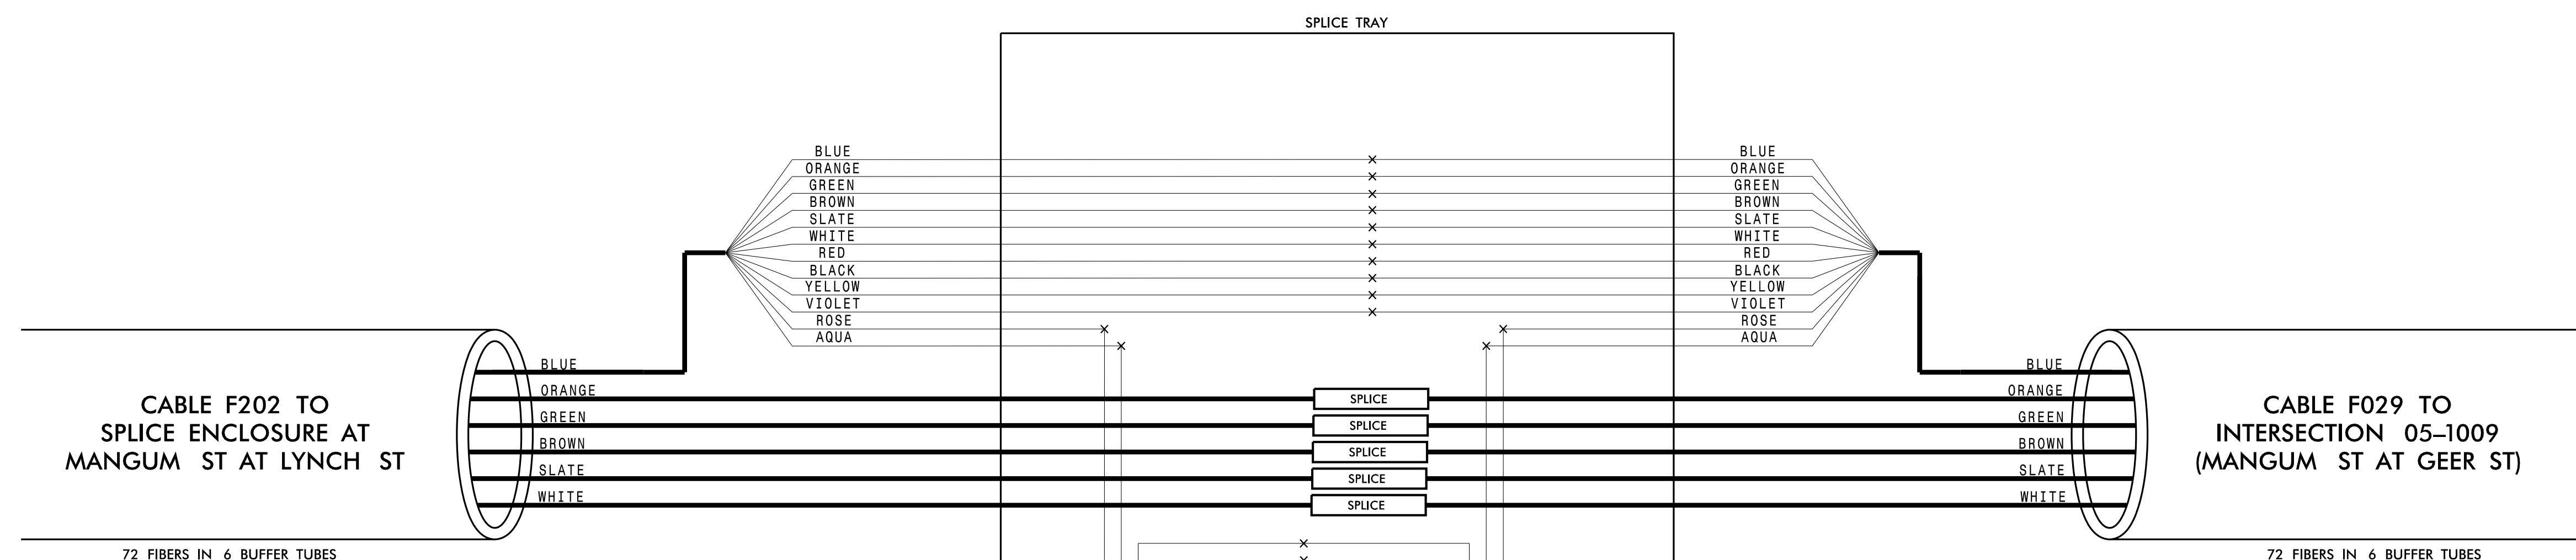 SPLICE TRAY
BLUE BLUE
ORANGE ORANGE
GREEN GREEN
BROWN BROWN
SLATE SLATE
WHITE WHITE
RED RED
BLACK BLACK
YELLOW YELLOW
VIOLET VIOLET
ROSE ROSE
AQUA AQUA
BLUE BLUE
ORANGE SPLICE ORANGE
GREEN SPLICE GREEN
BROWN SPLICE BROWN
SLATE SPLICE SLATE
WHITE SPLICE WHITE
CABLE F202 TO
SPLICE ENCLOSURE AT
MANGUM ST AT LYNCH ST
72 FIBERS IN 6 BUFFER TUBES
CABLE F029 TO
INTERSECTION 05–1009
(MANGUM ST AT GEER ST)
72 FIBERS IN 6 BUFFER TUBES